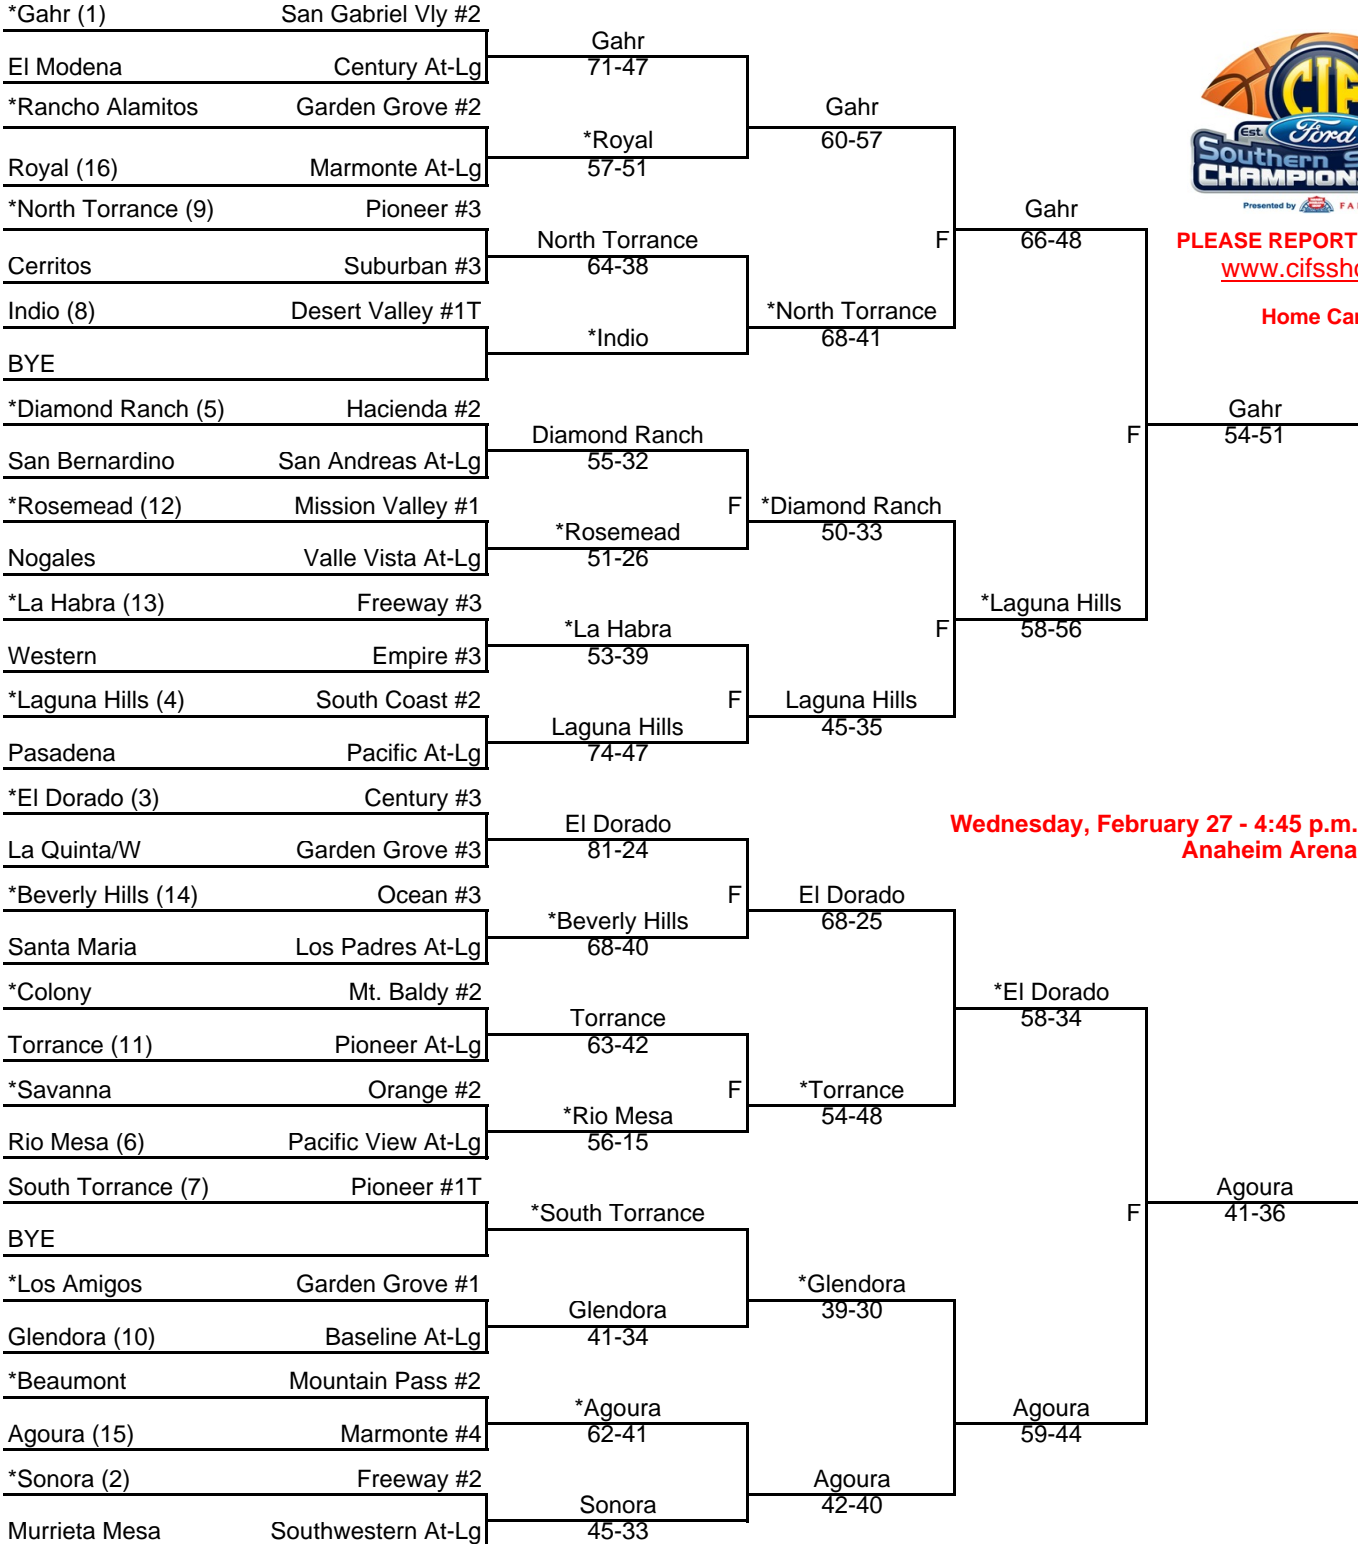 *Gahr (1) San Gabriel Vly #2
El Modena Century At-Lg
*Rancho Alamitos Garden Grove #2
Royal (16) Marmonte At-Lg
*North Torrance (9) Pioneer #3
Cerritos Suburban #3
Indio (8) Desert Valley #1T
BYE
*Diamond Ranch (5) Hacienda #2
San Bernardino San Andreas At-Lg
*Rosemead (12) Mission Valley #1
Nogales Valle Vista At-Lg
*La Habra (13) Freeway #3
Western Empire #3
*Laguna Hills (4) South Coast #2
Pasadena Pacific At-Lg
*El Dorado (3) Century #3
La Quinta/W Garden Grove #3
*Beverly Hills (14) Ocean #3
Santa Maria Los Padres At-Lg
*Colony Mt. Baldy #2
Torrance (11) Pioneer At-Lg
*Savanna Orange #2
Rio Mesa (6) Pacific View At-Lg
South Torrance (7) Pioneer #1T
BYE
*Los Amigos Garden Grove #1
Glendora (10) Baseline At-Lg
*Beaumont Mountain Pass #2
Agoura (15) Marmonte #4
*Sonora (2) Freeway #2
Murrieta Mesa Southwestern At-Lg
Gahr
71-47
*Royal
57-51
North Torrance
64-38
*Indio
Diamond Ranch
55-32
F
*Rosemead
51-26
*La Habra
53-39
F
Laguna Hills
74-47
El Dorado
81-24
F
*Beverly Hills
68-40
Torrance
63-42
F
*Rio Mesa
56-15
*South Torrance
Glendora
41-34
*Agoura
62-41
Sonora
45-33
Gahr
60-57
F
*North Torrance
68-41
*Diamond Ranch
50-33
F
Laguna Hills
45-35
El Dorado
68-25
*Torrance
54-48
*Glendora
39-30
Agoura
42-40
Gahr
66-48
F
*Laguna Hills
58-56
*El Dorado
58-34
F
Agoura
59-44
Gahr
54-51
Agoura
41-36
CIF
Est.
Ford
Southern S
CHAMPION
Presented by
FA
PLEASE REPORT
www.cifssho
Home Car
Wednesday, February 27 - 4:45 p.m.
Anaheim Arena